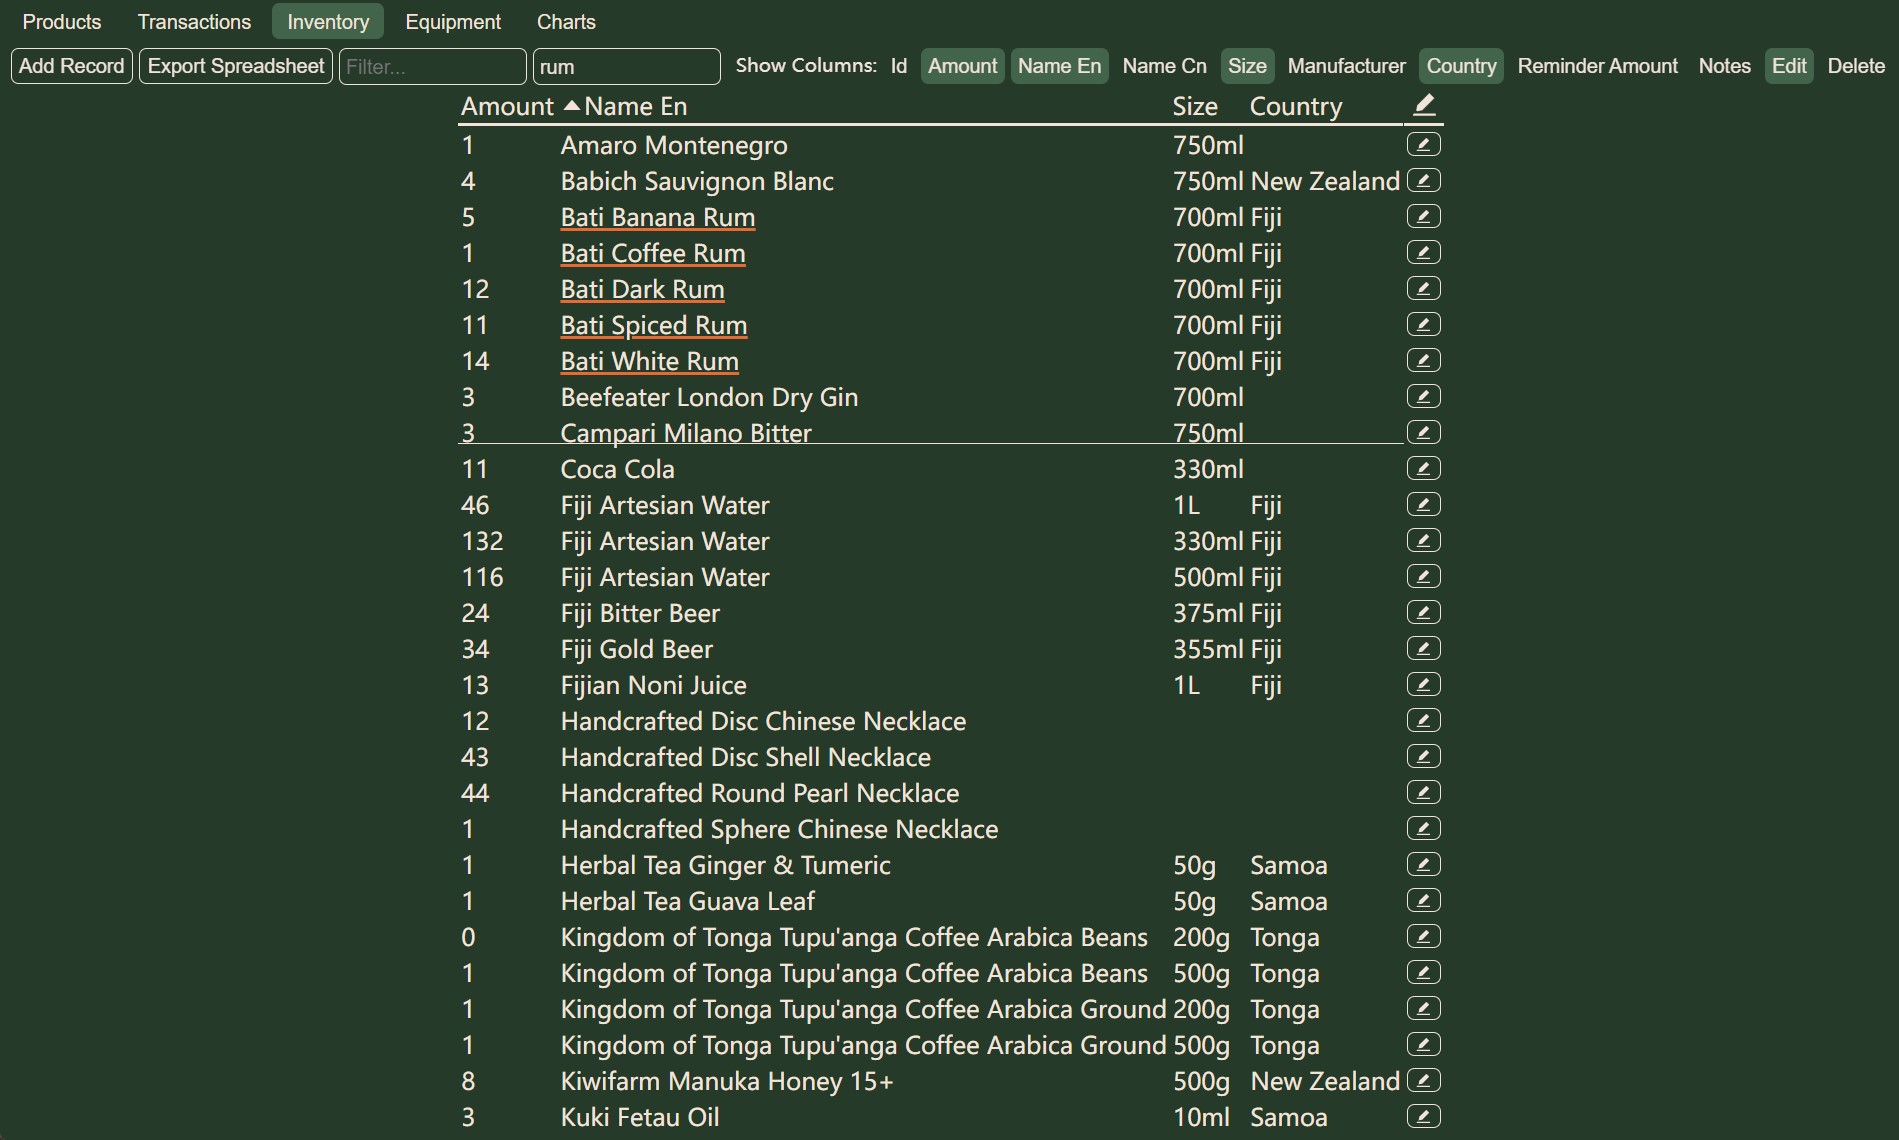 Products Transactions Inventory Equipment Charts
Add Record Export Spreadsheet Filter... rum Show Columns: Id Amount Name En Name Cn Size Manufacturer Country Reminder Amount Notes Edit Delete
Amount Name En Size Country
1 Amaro Montenegro 750ml
4 Babich Sauvignon Blanc 750ml New Zealand
5 Bati Banana Rum 700ml Fiji
1 Bati Coffee Rum 700ml Fiji
12 Bati Dark Rum 700ml Fiji
11 Bati Spiced Rum 700ml Fiji
14 Bati White Rum 700ml Fiji
3 Beefeater London Dry Gin 700ml
3 Campari Milano Bitter 750ml
11 Coca Cola 330ml
46 Fiji Artesian Water 1L Fiji
132 Fiji Artesian Water 330ml Fiji
116 Fiji Artesian Water 500ml Fiji
24 Fiji Bitter Beer 375ml Fiji
34 Fiji Gold Beer 355ml Fiji
13 Fijian Noni Juice 1L Fiji
12 Handcrafted Disc Chinese Necklace
43 Handcrafted Disc Shell Necklace
44 Handcrafted Round Pearl Necklace
1 Handcrafted Sphere Chinese Necklace
1 Herbal Tea Ginger & Tumeric 50g Samoa
1 Herbal Tea Guava Leaf 50g Samoa
0 Kingdom of Tonga Tupu'anga Coffee Arabica Beans 200g Tonga
1 Kingdom of Tonga Tupu'anga Coffee Arabica Beans 500g Tonga
1 Kingdom of Tonga Tupu'anga Coffee Arabica Ground 200g Tonga
1 Kingdom of Tonga Tupu'anga Coffee Arabica Ground 500g Tonga
8 Kiwifarm Manuka Honey 15+ 500g New Zealand
3 Kuki Fetau Oil 10ml Samoa